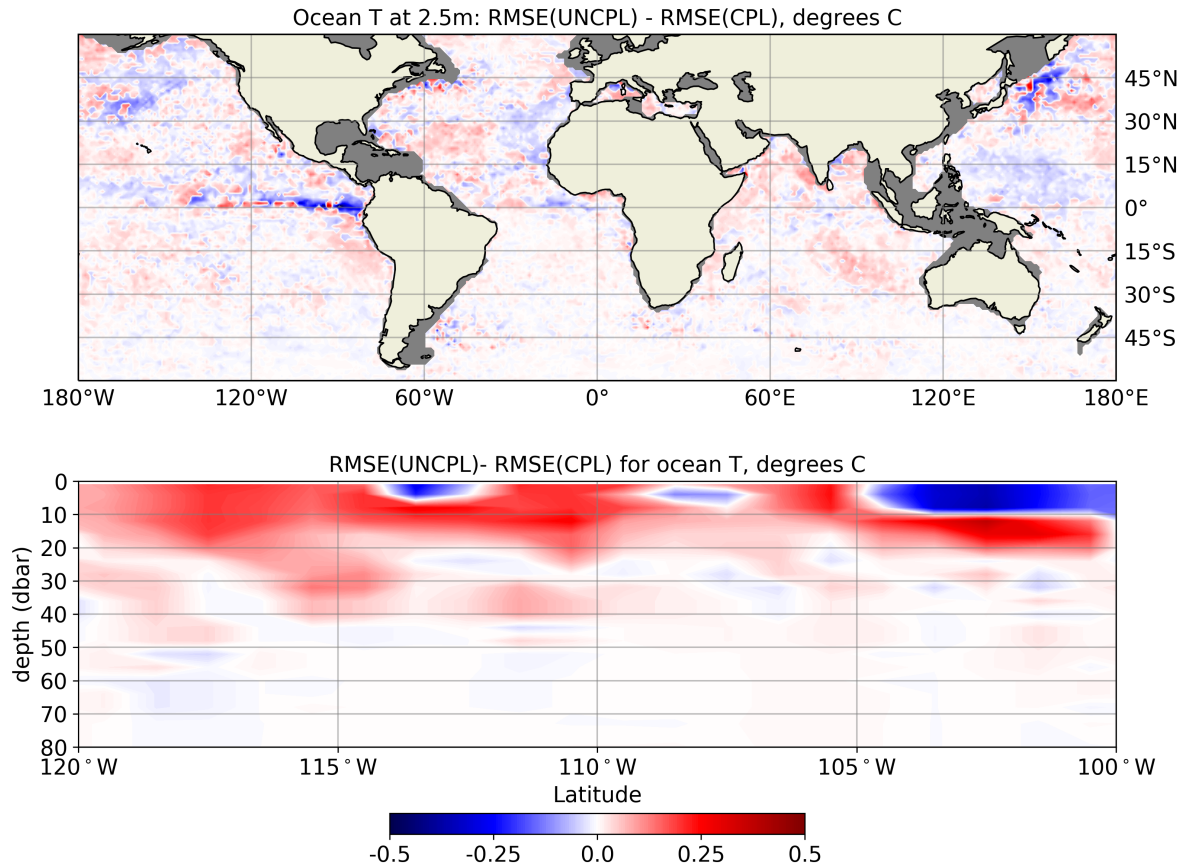 Ocean T at 2.5m: RMSE(UNCPL) - RMSE(CPL), degrees C
45°N
30°N
15°N
0°
15°S
30°S
45°S
180°W 120°W 60°W 0° 60°E 120°E 180°E
RMSE(UNCPL)- RMSE(CPL) for ocean T, degrees C
depth (dbar)
0
10
20
30
40
50
60
70
80
120°W 115°W 110°W 105°W 100°W
Latitude
-0.5 -0.25 0.0 0.25 0.5